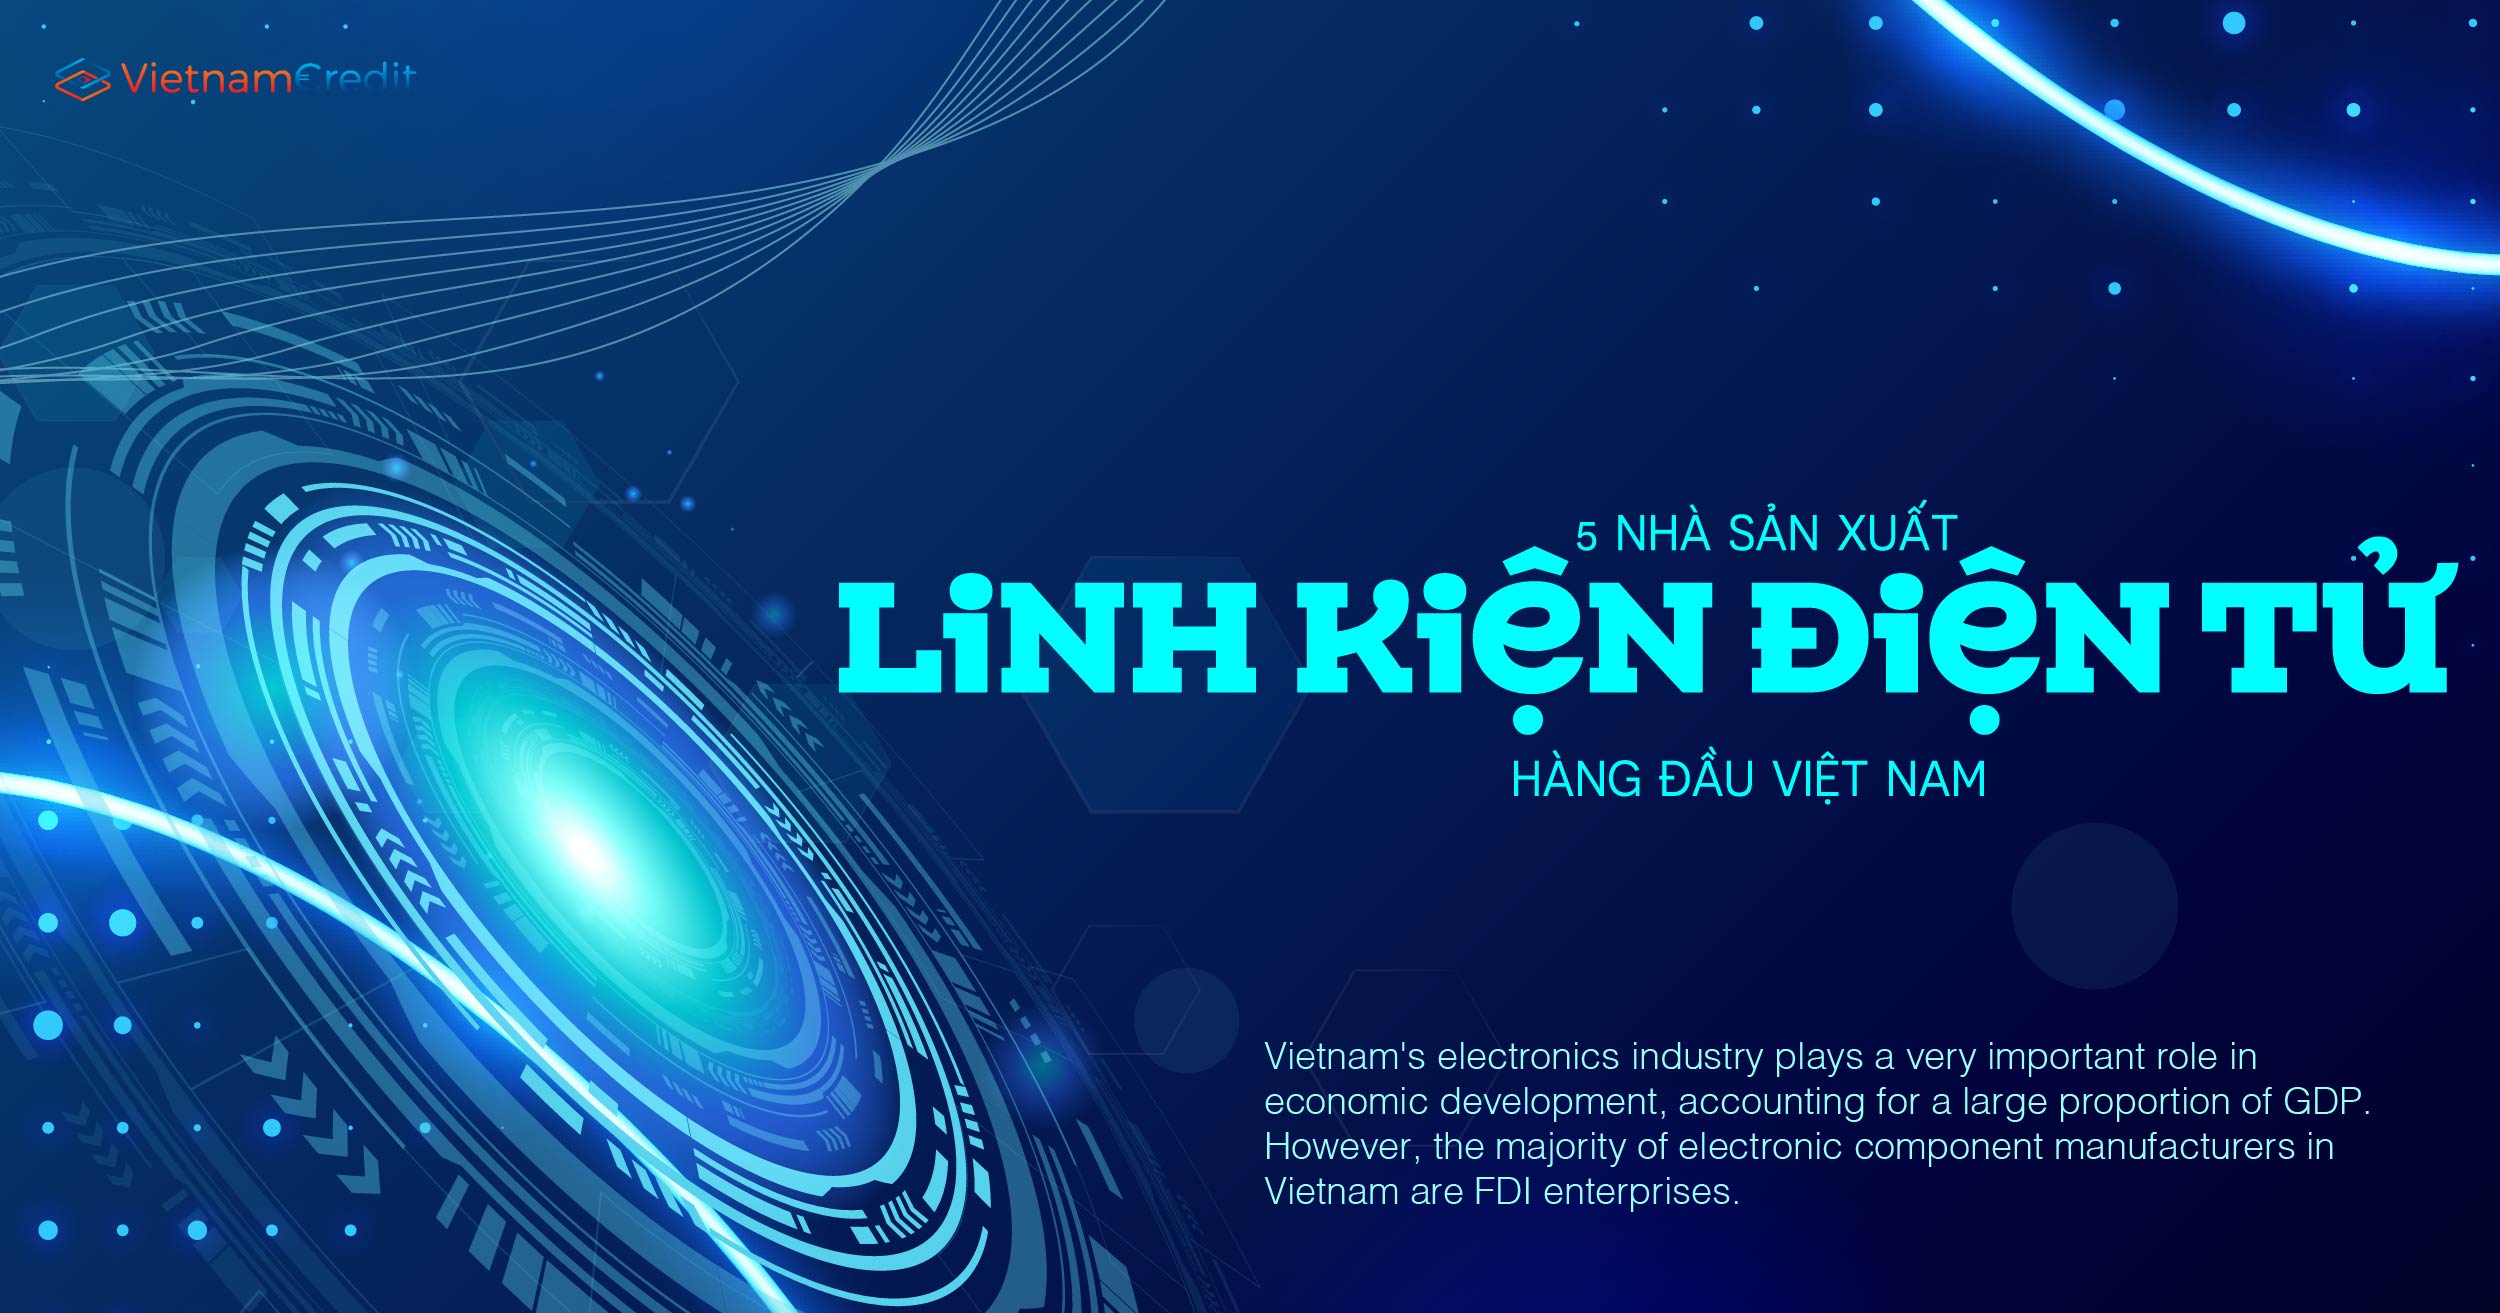 VietnamCredit
5 NHÀ SẢN XUẤT
LiNH KiỆN ĐiỆN TỬ
HÀNG ĐẦU VIỆT NAM
Vietnam's electronics industry plays a very important role in
economic development, accounting for a large proportion of GDP.
However, the majority of electronic component manufacturers in
Vietnam are FDI enterprises.